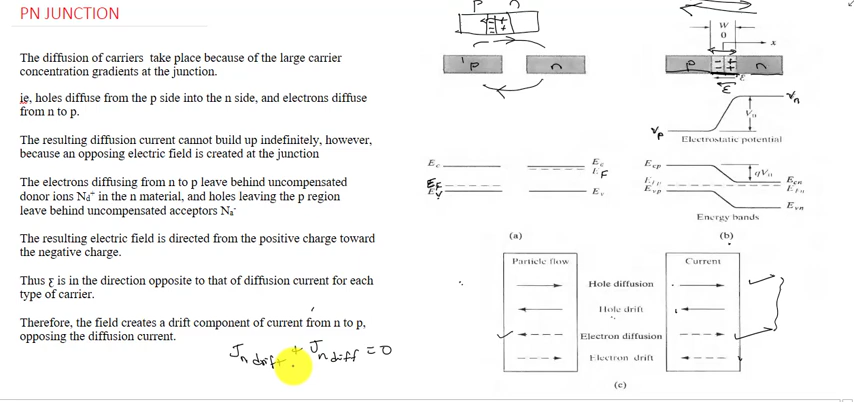 PN JUNCTION
The diffusion of carriers take place because of the large carrier
concentration gradients at the junction.
ie, holes diffuse from the p side into the n side, and electrons diffuse
from n to p.
The resulting diffusion current cannot build up indefinitely, however,
because an opposing electric field is created at the junction
The electrons diffusing from n to p leave behind uncompensated
donor ions Nd+ in the n material, and holes leaving the p region
leave behind uncompensated acceptors Na-
The resulting electric field is directed from the positive charge toward
the negative charge.
Thus ξ is in the direction opposite to that of diffusion current for each
type of carrier.
Therefore, the field creates a drift component of current from n to p,
opposing the diffusion current.
Jn drift + Jn diff = 0
p n
p n
Ec Ec
EF
EF
Ev Ev
(a)
W
0
x
p n
ε
ε
Vn
Vp
V0
Electrostatic potential
Ecp
qV0
Ecn
EFp EFn
Evp
Evn
Energy bands
(b)
Particle flow Current
Hole diffusion
Hole drift
Electron diffusion
Electron drift
(c)